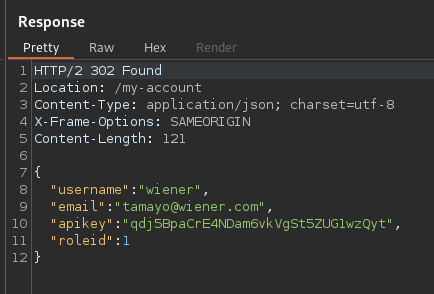 Response
Pretty Raw Hex Render
1 HTTP/2 302 Found
2 Location: /my-account
3 Content-Type: application/json; charset=utf-8
4 X-Frame-Options: SAMEORIGIN
5 Content-Length: 121
6
7 {
8 "username":"wiener",
9 "email":"tamayo@wiener.com",
10 "apikey":"qdj5BpaCrE4NDam6vkVgSt5ZUG1wzQyt",
11 "roleid":1
12 }